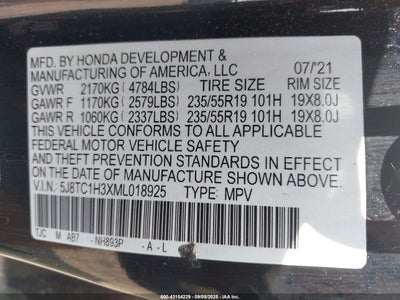 MFD. BY HONDA DEVELOPMENT &
MANUFACTURING OF AMERICA, LLC 07/'21
GVWR 2170KG (4784LBS) TIRE SIZE RIM SIZE
GAWR F 1170KG (2579LBS) 235/55R19 101H 19X8.0J
GAWR R 1060KG (2337LBS) 235/55R19 101H 19X8.0J
THIS VEHICLE CONFORMS TO ALL APPLICABLE
FEDERAL MOTOR VEHICLE SAFETY
AND THEFT PREVENTION STANDARDS IN EFFECT
ON THE DATE OF MANUFACTURE SHOWN ABOVE.
V.I.N: 5J8TC1H3XML018925 TYPE: MPV
TJC M AB7 -NH893P -A-L
000-43154229 - (09/05/2025) - IAAI.COM